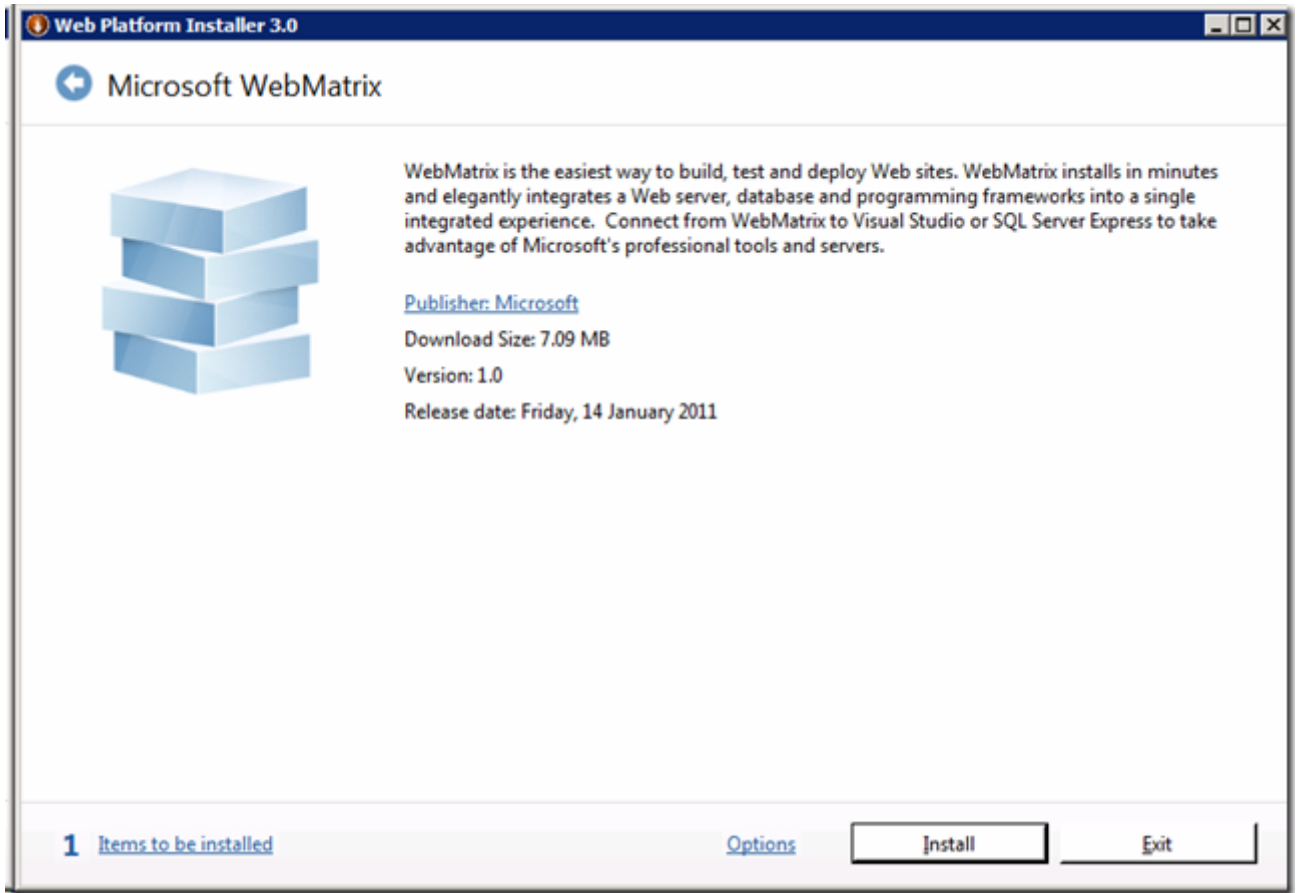 Web Platform Installer 3.0
Microsoft WebMatrix
WebMatrix is the easiest way to build, test and deploy Web sites. WebMatrix installs in minutes
and elegantly integrates a Web server, database and programming frameworks into a single
integrated experience.  Connect from WebMatrix to Visual Studio or SQL Server Express to take
advantage of Microsoft's professional tools and servers.
Publisher: Microsoft
Download Size: 7.09 MB
Version: 1.0
Release date: Friday, 14 January 2011
1 Items to be installed Options Install Exit